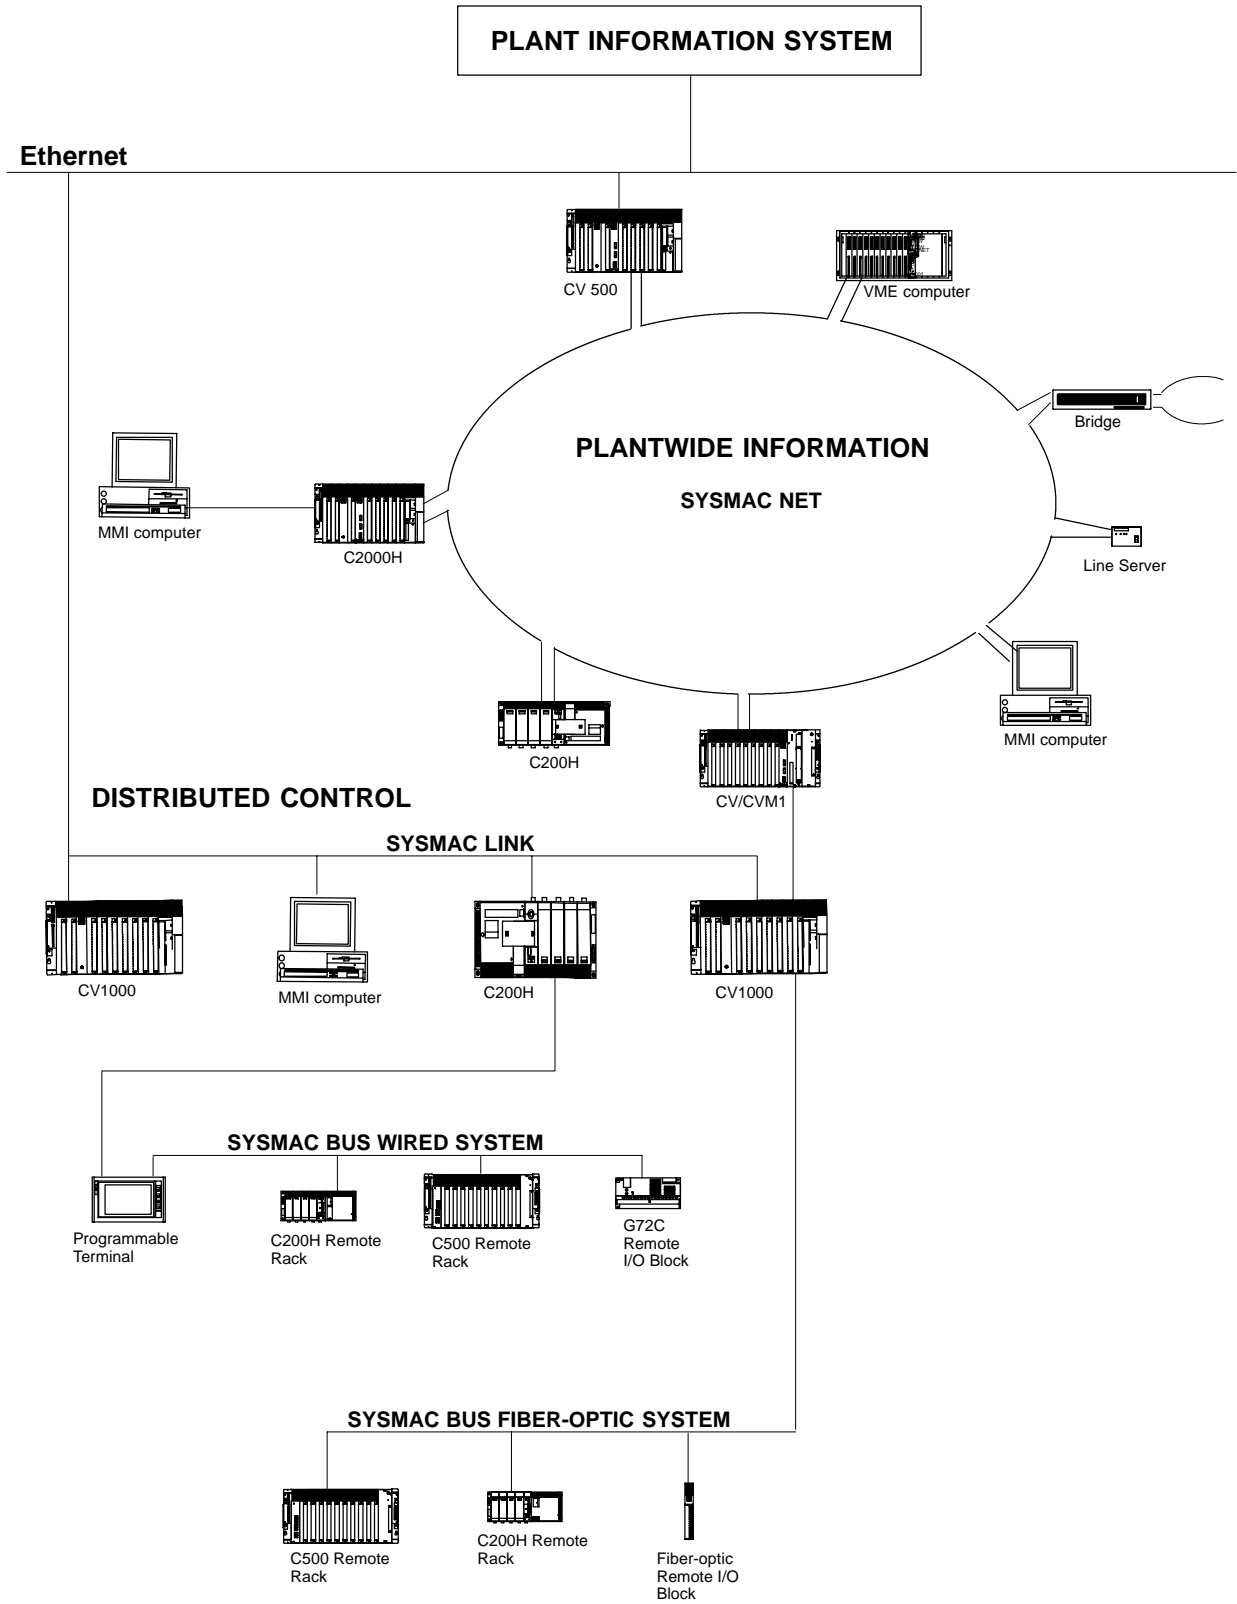 PLANT INFORMATION SYSTEM
Ethernet
CV 500
VME computer
Bridge
PLANTWIDE INFORMATION
SYSMAC NET
MMI computer
C2000H
Line Server
MMI computer
C200H
CV/CVM1
DISTRIBUTED CONTROL
SYSMAC LINK
CV1000
MMI computer
C200H
CV1000
SYSMAC BUS WIRED SYSTEM
Programmable
Terminal
C200H Remote
Rack
C500 Remote
Rack
G72C
Remote
I/O Block
SYSMAC BUS FIBER-OPTIC SYSTEM
C500 Remote
Rack
C200H Remote
Rack
Fiber-optic
Remote I/O
Block